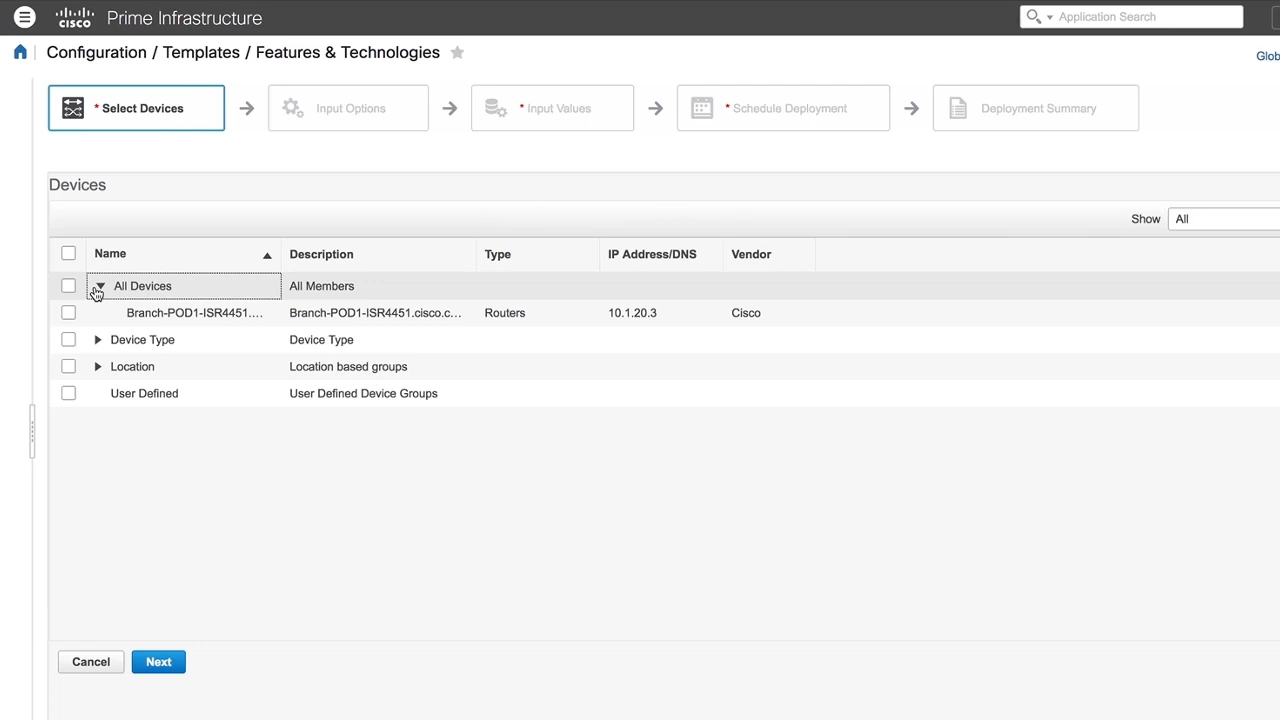 cisco Prime Infrastructure
Application Search
Configuration / Templates / Features & Technologies
Glob
* Select Devices
Input Options
* Input Values
* Schedule Deployment
Deployment Summary
Devices
Show All
Name Description Type IP Address/DNS Vendor
All Devices All Members
Branch-POD1-ISR4451.... Branch-POD1-ISR4451.cisco.c... Routers 10.1.20.3 Cisco
Device Type Device Type
Location Location based groups
User Defined User Defined Device Groups
Cancel Next